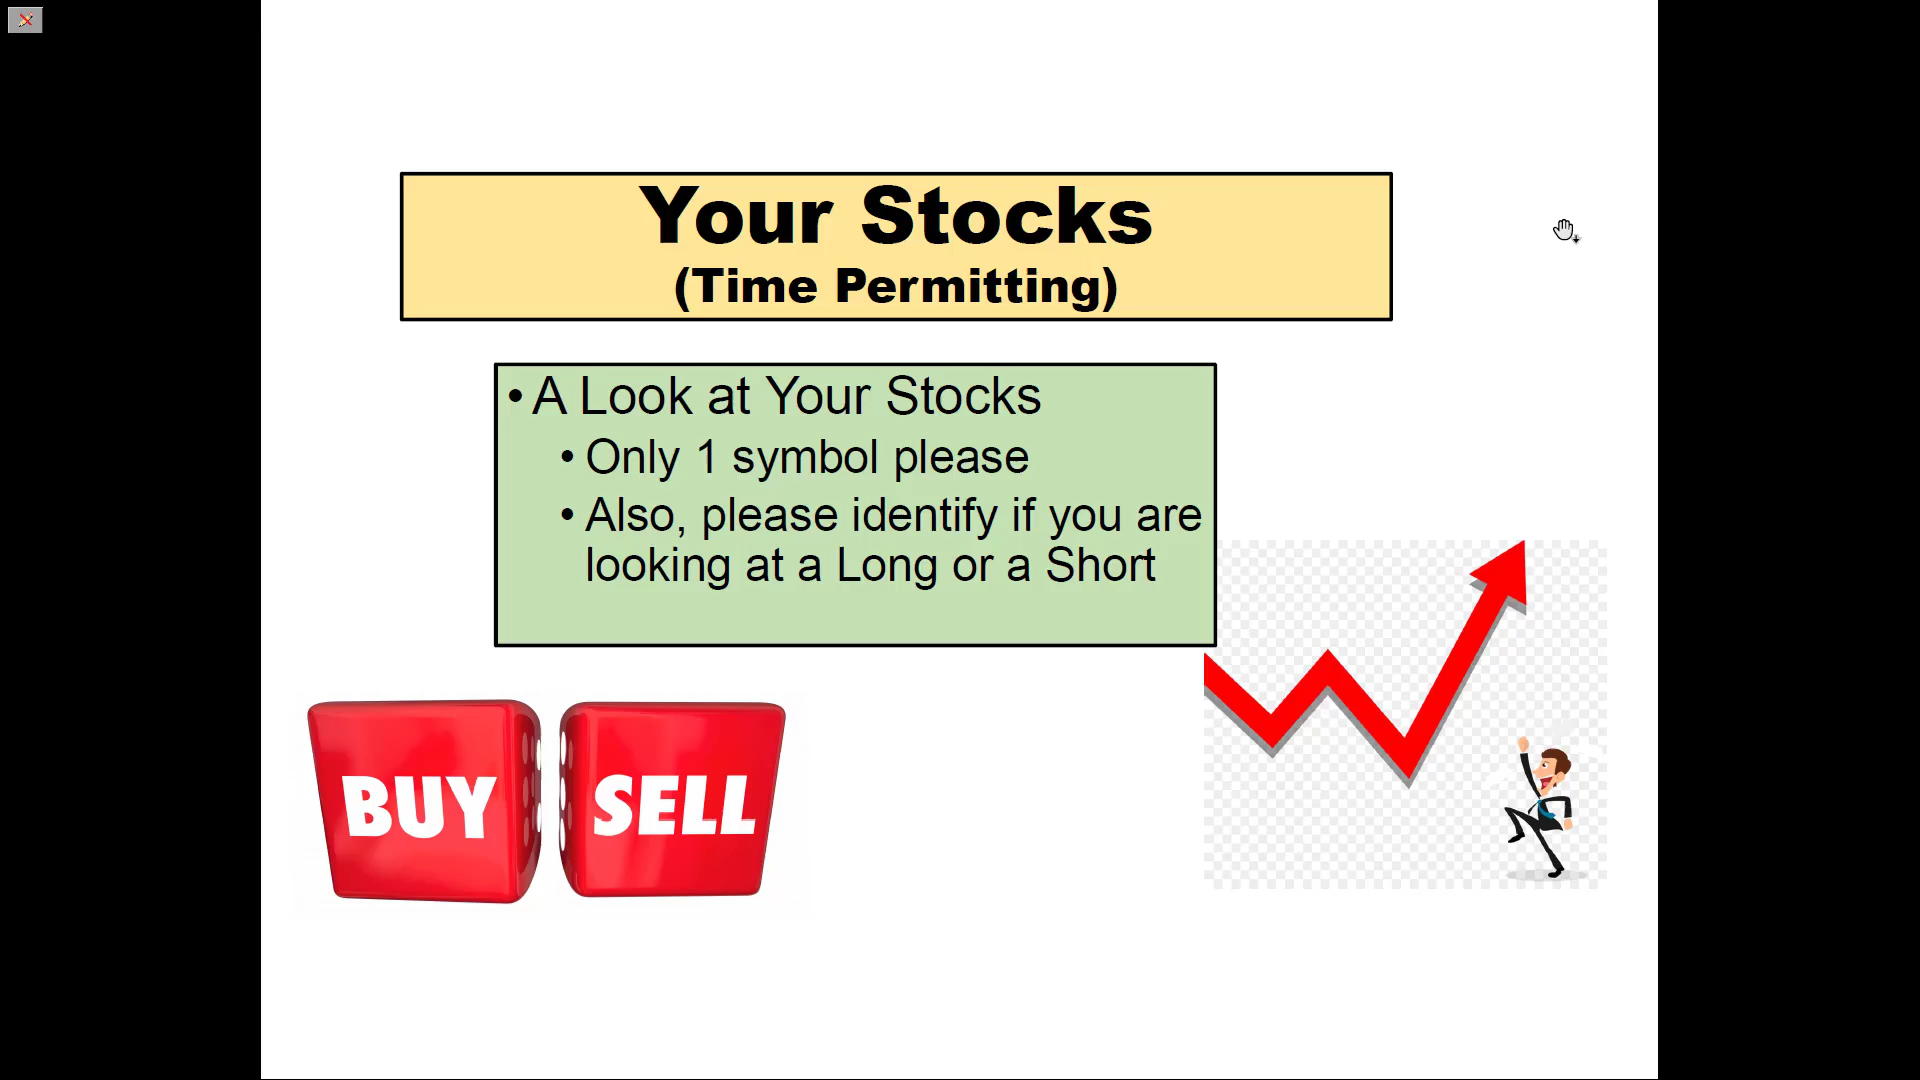 Your Stocks
(Time Permitting)
• A Look at Your Stocks
• Only 1 symbol please
• Also, please identify if you are
looking at a Long or a Short
BUY
SELL